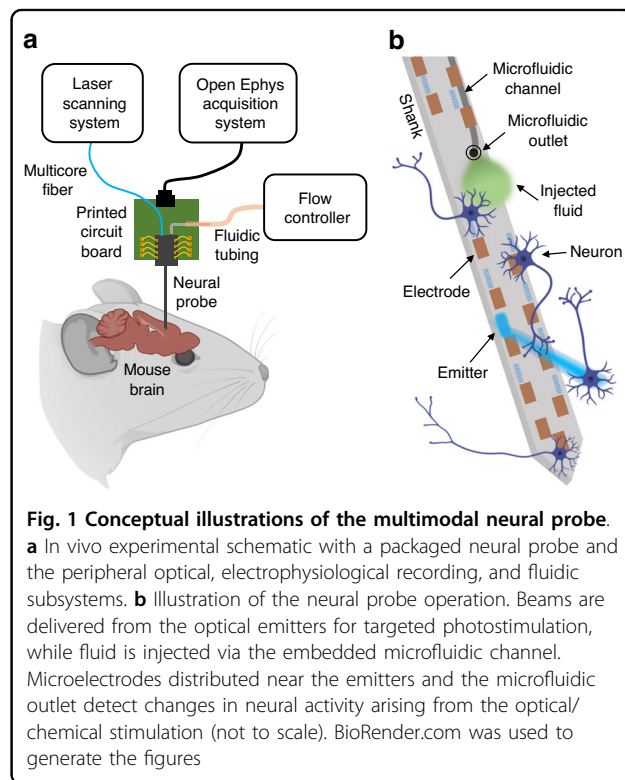 a
Laser
scanning
system
Open Ephys
acquisition
system
Multicore
fiber
Printed
circuit
board
Flow
controller
Fluidic
tubing
Neural
probe
Mouse
brain
b
Microfluidic
channel
Shank
Microfluidic
outlet
Injected
fluid
Neuron
Electrode
Emitter
Fig. 1 Conceptual illustrations of the multimodal neural probe.
a In vivo experimental schematic with a packaged neural probe and
the peripheral optical, electrophysiological recording, and fluidic
subsystems. b Illustration of the neural probe operation. Beams are
delivered from the optical emitters for targeted photostimulation,
while fluid is injected via the embedded microfluidic channel.
Microelectrodes distributed near the emitters and the microfluidic
outlet detect changes in neural activity arising from the optical/
chemical stimulation (not to scale). BioRender.com was used to
generate the figures